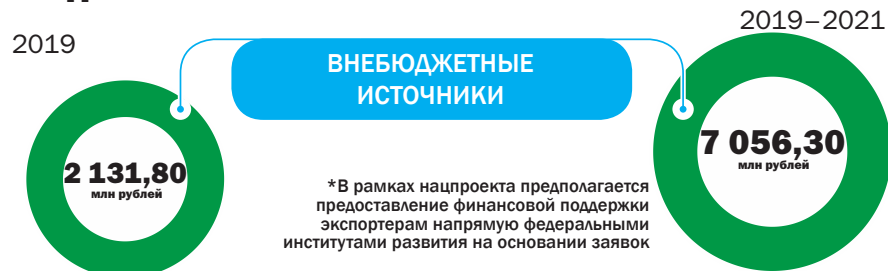 2019
2019–2021
ВНЕБЮДЖЕТНЫЕ
ИСТОЧНИКИ
2 131,80
млн рублей
7 056,30
млн рублей
*В рамках нацпроекта предполагается
предоставление финансовой поддержки
экспортерам напрямую федеральными
институтами развития на основании заявок